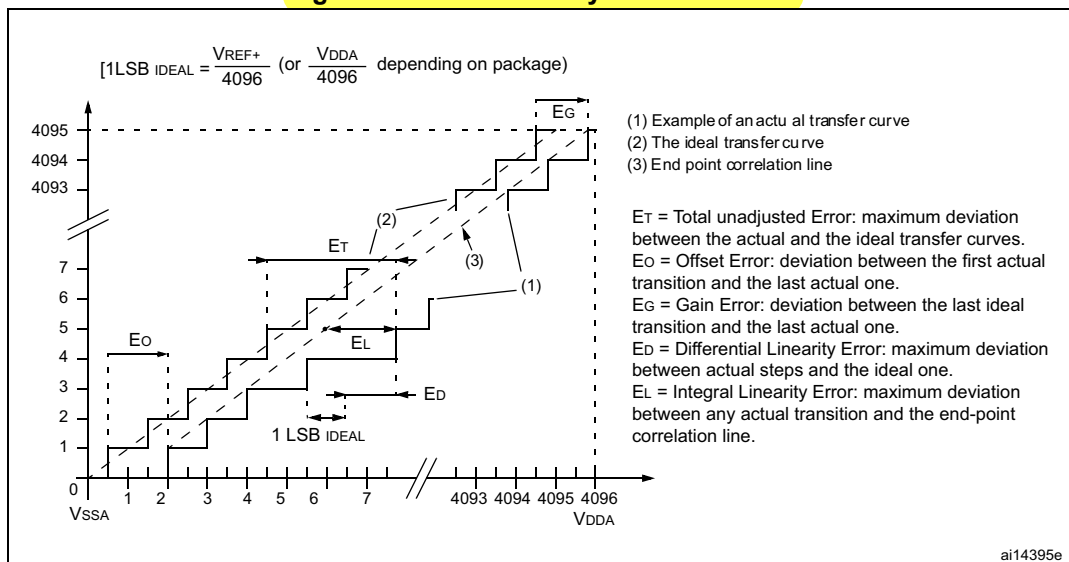 [1LSB IDEAL = VREF+ / 4096 (or VDDA / 4096 depending on package)
EG
4095
4094
4093
(1) Example of an actu al transfer curve
(2) The ideal transfer curve
(3) End point correlation line
(2)
ET
(3)
(1)
7
6
5
4
3
2
1
0
EO
EL
ED
1 LSB IDEAL
ET = Total unadjusted Error: maximum deviation
between the actual and the ideal transfer curves.
EO = Offset Error: deviation between the first actual
transition and the last actual one.
EG = Gain Error: deviation between the last ideal
transition and the last actual one.
ED = Differential Linearity Error: maximum deviation
between actual steps and the ideal one.
EL = Integral Linearity Error: maximum deviation
between any actual transition and the end-point
correlation line.
1 2 3 4 5 6 7 4093 4094 4095 4096
VSSA
VDDA
ai14395e